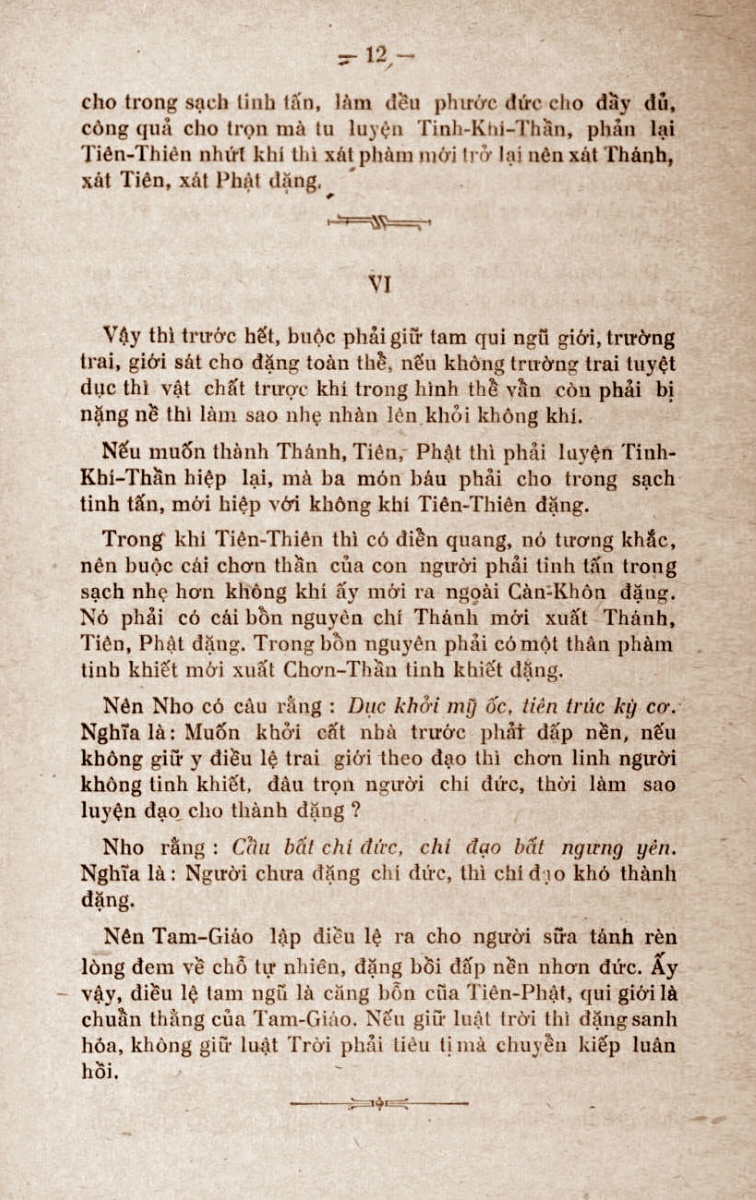 — 12 —
cho trong sạch tinh tấn, làm đều phước đức cho đầy đủ,
công quả cho trọn mà tu luyện Tinh-Khí-Thần, phản lại
Tiên-Thiên nhứt khí thì xát phàm mới trở lại nên xát Thánh,
xát Tiên, xát Phật đặng.
VI
Vậy thì trước hết, buộc phải giữ tam qui ngũ giới, trường
trai, giới sát cho đặng toàn thể, nếu không trường trai tuyệt
dục thì vật chất trược khí trong hình thể vẫn còn phải bị
nặng nề thì làm sao nhẹ nhàn lên khỏi không khí.
Nếu muốn thành Thánh, Tiên, Phật thì phải luyện Tinh-
Khí-Thần hiệp lại, mà ba món báu phải cho trong sạch
tinh tấn, mới hiệp với không khí Tiên-Thiên đặng.
Trong khí Tiên-Thiên thì có điển quang, nó tương khắc,
nên buộc cái chơn thần của con người phải tinh tấn trong
sạch nhẹ hơn không khí ấy mới ra ngoài Càn-Khôn đặng.
Nó phải có cái bổn nguyên chí Thánh mới xuất Thánh,
Tiên, Phật đặng. Trong bổn nguyên phải có một thân phàm
tinh khiết mới xuất Chơn-Thần tinh khiết đặng.
Nên Nho có câu rằng : Dục khởi mỹ ốc, tiên trúc kỳ cơ.
Nghĩa là : Muốn khởi cất nhà trước phải đấp nền, nếu
không giữ y điều lệ trai giới theo đạo thì chơn linh người
không tinh khiết, đâu trọn người chí đức, thời làm sao
luyện đạo cho thành đặng ?
Nho rằng : Cẩu bất chí đức, chí đạo bất ngưng yên.
Nghĩa là : Người chưa đặng chí đức, thì chí đạo khó thành
đặng.
Nên Tam-Giáo lập điều lệ ra cho người sữa tánh rèn
lòng đem về chỗ tự nhiên, đặng bồi đấp nền nhơn đức. Ấy
vậy, điều lệ tam ngũ là căng bổn cũa Tiên-Phật, qui giới là
chuẩn thằng của Tam-Giáo. Nếu giữ luật trời thì đặng sanh
hóa, không giữ luật Trời phải tiêu tị mà chuyển kiếp luân
hồi.